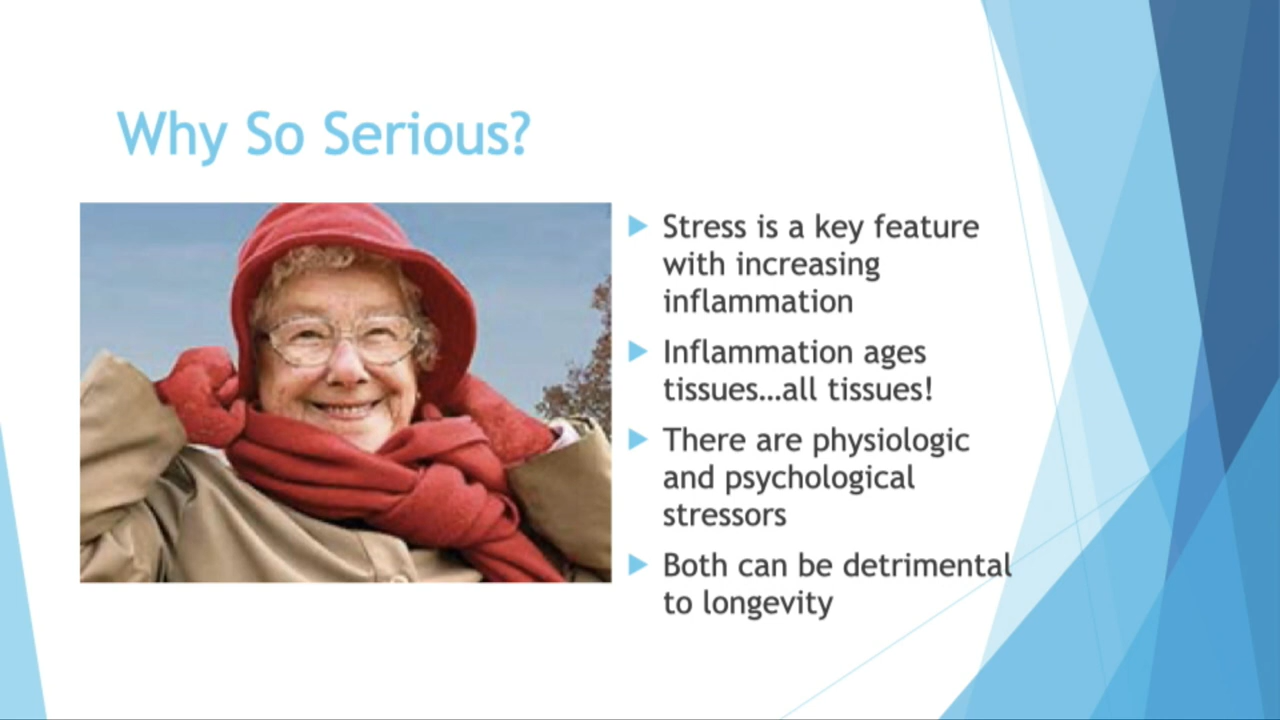 Why So Serious?
Stress is a key feature
with increasing
inflammation
Inflammation ages
tissues...all tissues!
There are physiologic
and psychological
stressors
Both can be detrimental
to longevity